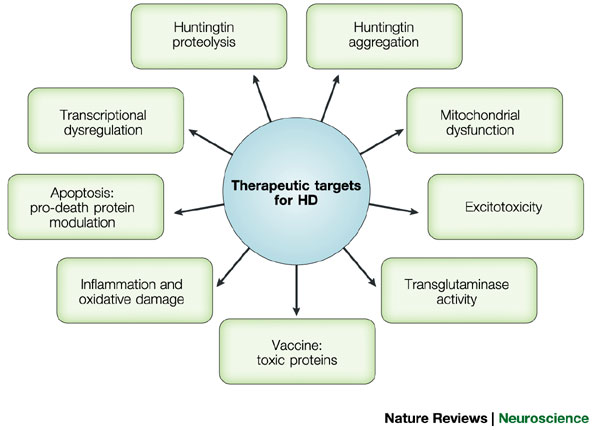 Huntingtin
proteolysis
Huntingtin
aggregation
Transcriptional
dysregulation
Mitochondrial
dysfunction
Therapeutic targets
for HD
Apoptosis:
pro-death protein
modulation
Excitotoxicity
Inflammation and
oxidative damage
Transglutaminase
activity
Vaccine:
toxic proteins
Nature Reviews | Neuroscience